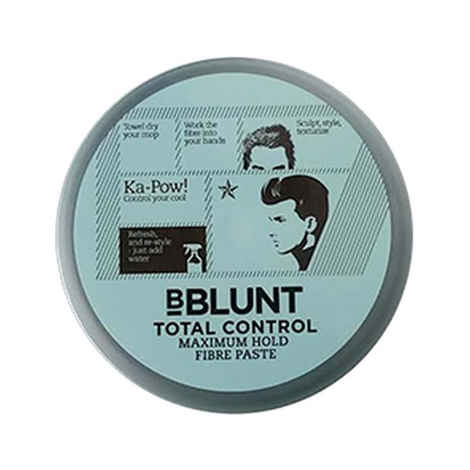 Towel dry
your mop
Work the
fibre into
your hands
Sculpt, style,
texturize
Ka-Pow!
Control your cool
Refresh,
and re-style
- just add
water
BBLUNT
TOTAL CONTROL
MAXIMUM HOLD
FIBRE PASTE